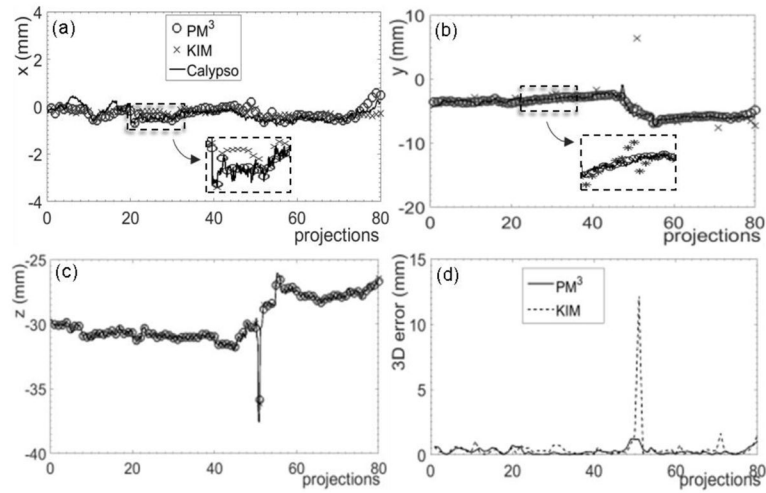 (a)
x (mm)
4
2
0
-2
-4
PM³
KIM
Calypso
0
20
40
60
80
projections
(b)
y (mm)
10
0
-10
-20
0
20
40
60
80
projections
(c)
z (mm)
-25
-30
-35
-40
0
20
40
60
80
projections
(d)
3D error (mm)
15
10
5
0
PM³
KIM
0
20
40
60
80
projections